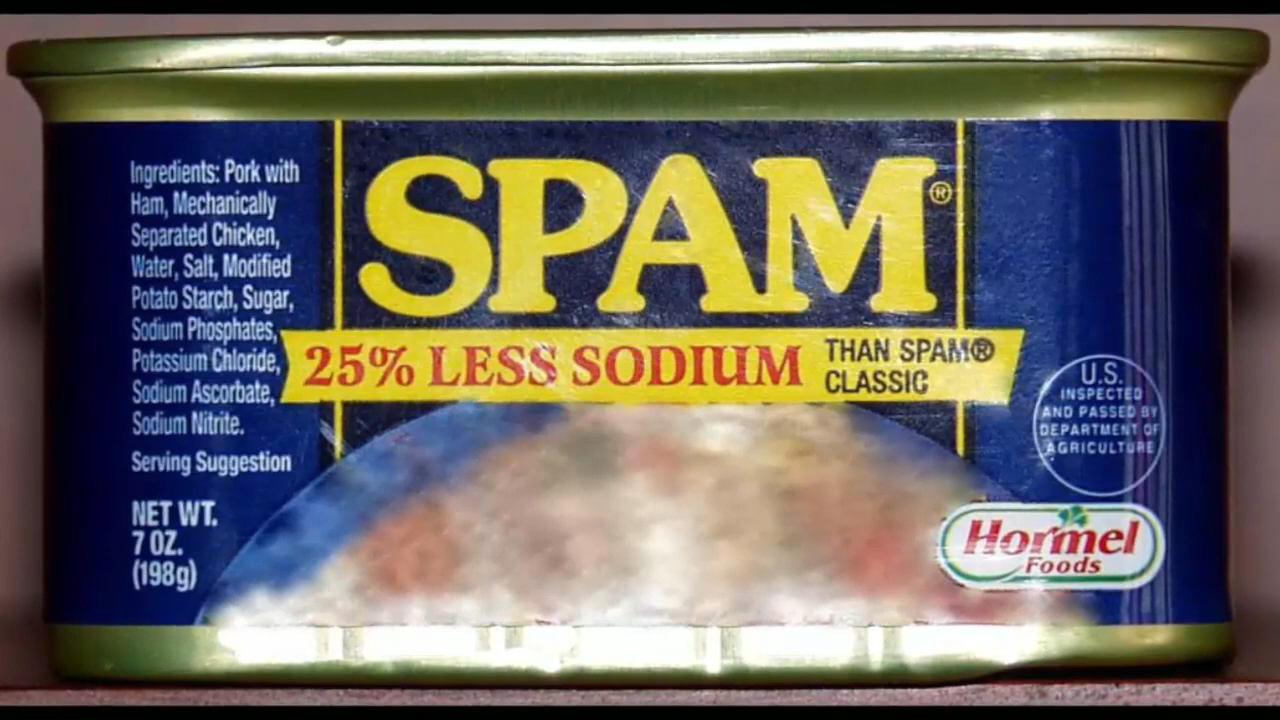 Ingredients: Pork with
Ham, Mechanically
Separated Chicken,
Water, Salt, Modified
Potato Starch, Sugar,
Sodium Phosphates,
Potassium Chloride,
Sodium Ascorbate,
Sodium Nitrite.
Serving Suggestion
NET WT.
7 OZ.
(198g)
SPAM®
25% LESS SODIUM
THAN SPAM®
CLASSIC
U.S.
INSPECTED
AND PASSED BY
DEPARTMENT OF
AGRICULTURE
Hormel
Foods